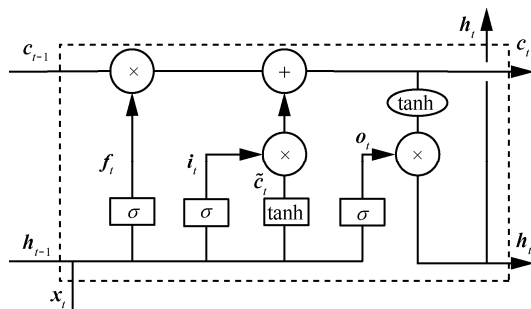 h_t
c_{t-1}
c_t
×
+
tanh
f_t
i_t
×
o_t
×
c̃_t
σ
σ
tanh
σ
h_{t-1}
h_t
x_t